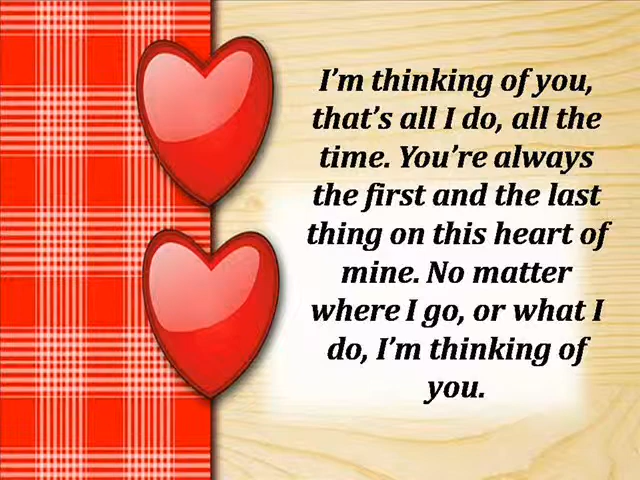 I’m thinking of you,
that’s all I do, all the
time. You’re always
the first and the last
thing on this heart of
mine. No matter
where I go, or what I
do, I’m thinking of
you.